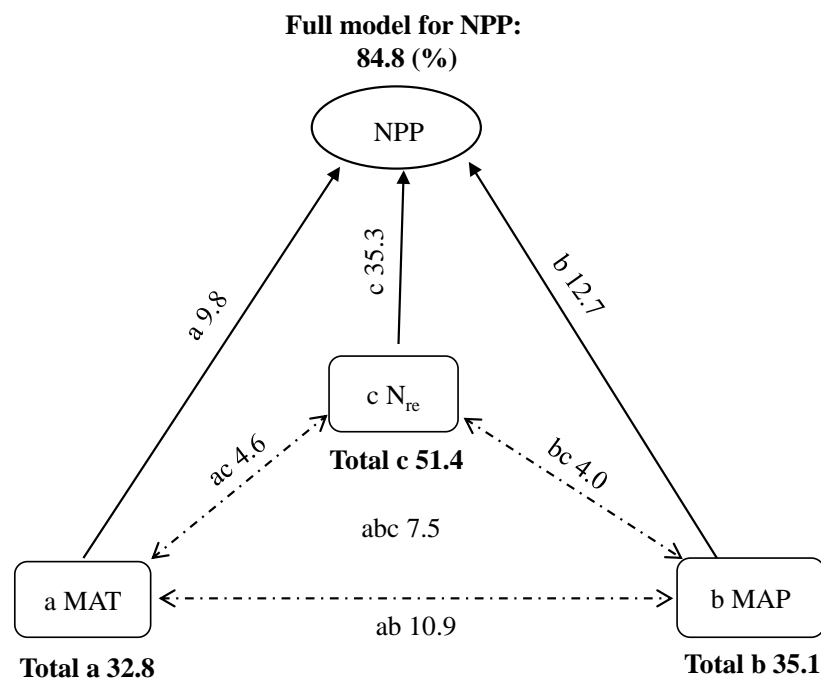 Full model for NPP:
84.8 (%)
NPP
a 9.8
c 35.3
b 12.7
c N_re
Total c 51.4
ac 4.6
bc 4.0
abc 7.5
a MAT
b MAP
ab 10.9
Total a 32.8
Total b 35.1